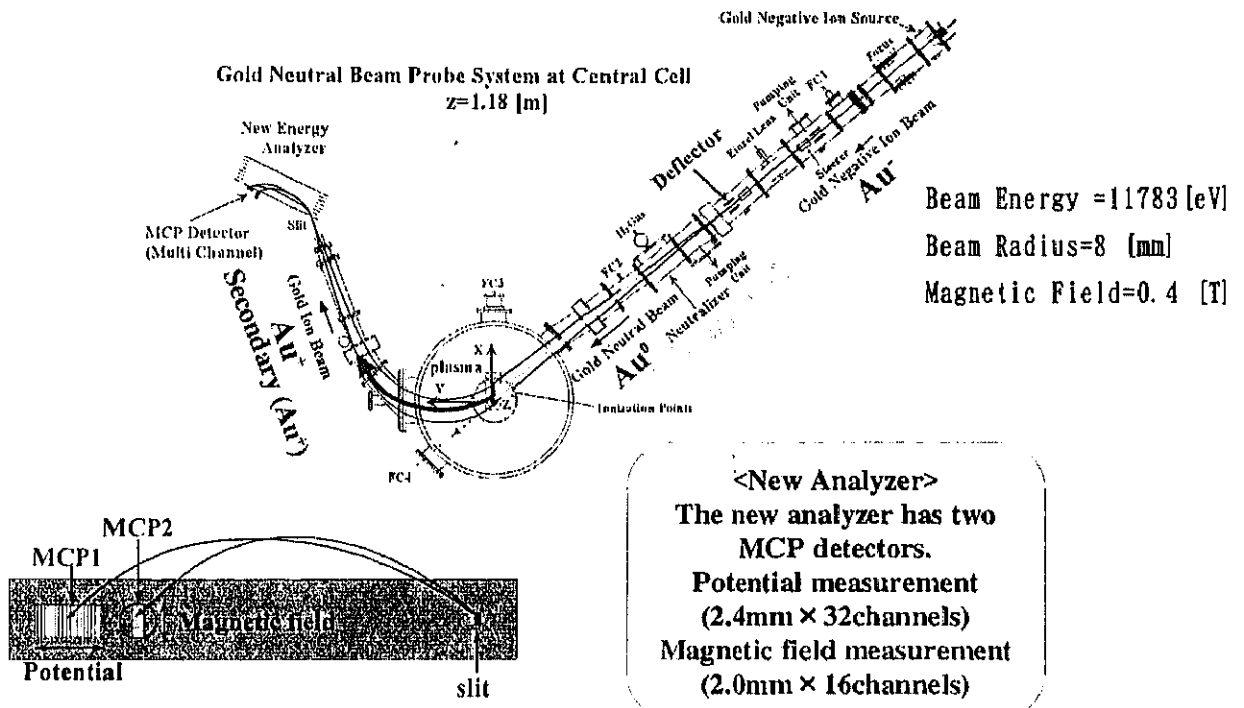 Gold Negative Ion Source
Gold Neutral Beam Probe System at Central Cell
z=1.18 [m]
Focus
FC1
Pumping
Unit
Einzel Lens
Steerer
Gold Negative Ion Beam
Au⁻
New Energy
Analyzer
Deflector
Beam Energy =11783[eV]
Beam Radius=8 [mm]
Magnetic Field=0.4 [T]
MCP Detector
(Multi Channel)
Slit
H₂Gas
FC2
Pumping
Unit
Neutralizer
Gold Neutral Beam
Au⁰
FC3
Gold Ion Beam
Au⁺
Secondary (Au⁺)
X
plasma
Y
Z
Ionization Points
FC4
<New Analyzer>
The new analyzer has two
MCP detectors.
Potential measurement
(2.4mm × 32channels)
Magnetic field measurement
(2.0mm × 16channels)
MCP2
MCP1
Magnetic field
Potential
slit